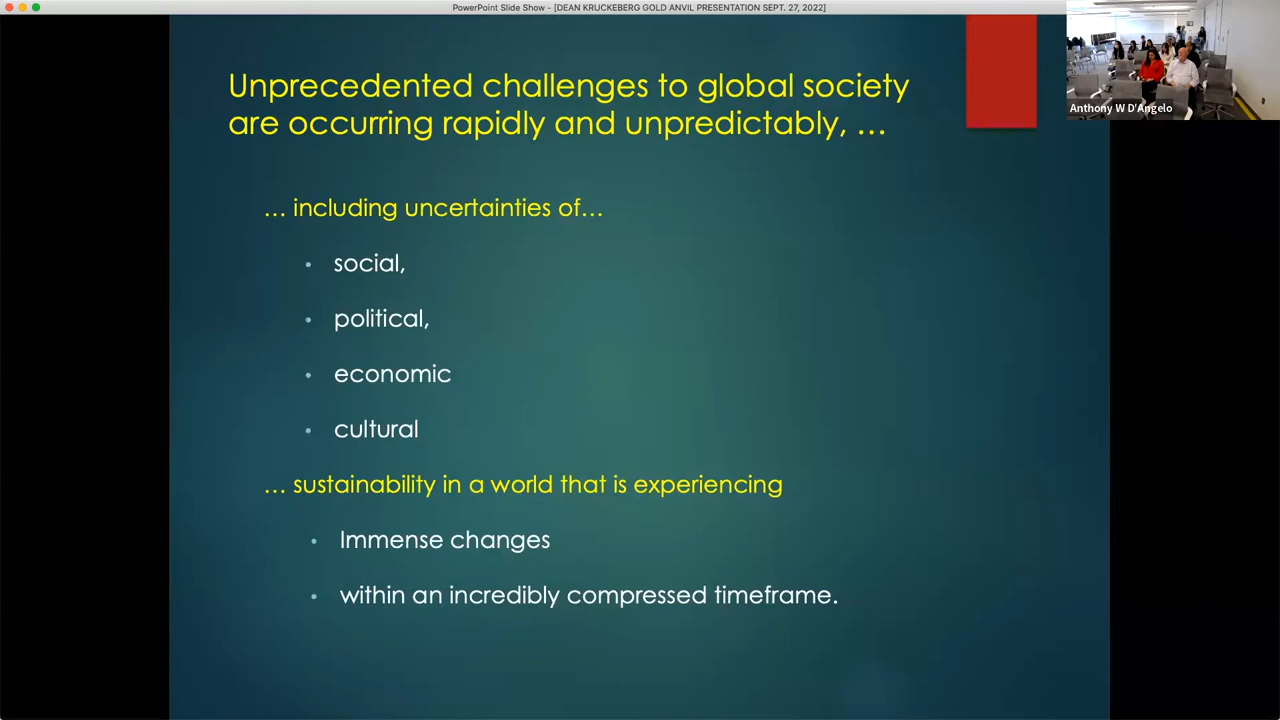 PowerPoint Slide Show - [DEAN KRUCKEBERG GOLD ANVIL PRESENTATION SEPT. 27, 2022]
Unprecedented challenges to global society
are occurring rapidly and unpredictably, …
… including uncertainties of…
• social,
• political,
• economic
• cultural
… sustainability in a world that is experiencing
• Immense changes
• within an incredibly compressed timeframe.
Anthony W D'Angelo